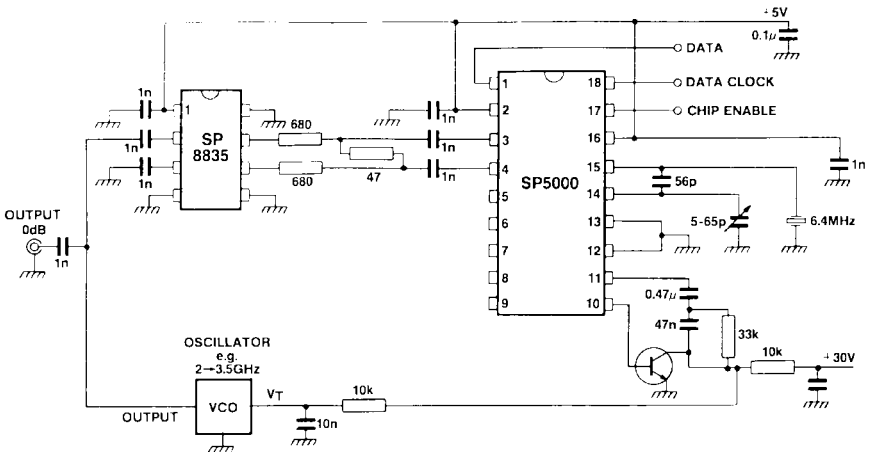 + 5V
0.1μ
DATA
DATA CLOCK
CHIP ENABLE
1n
1n
1n
1
SP
8835
680
680
47
1n
1n
1n
1
2
3
4
5
6
7
8
9
SP5000
18
17
16
15
14
13
12
11
10
1n
56p
5-65p
6.4MHz
OUTPUT
0dB
1n
0.47μ
47n
33k
10k
+ 30V
OSCILLATOR
e.g.
2→3.5GHz
OUTPUT
VCO
VT
10k
10n